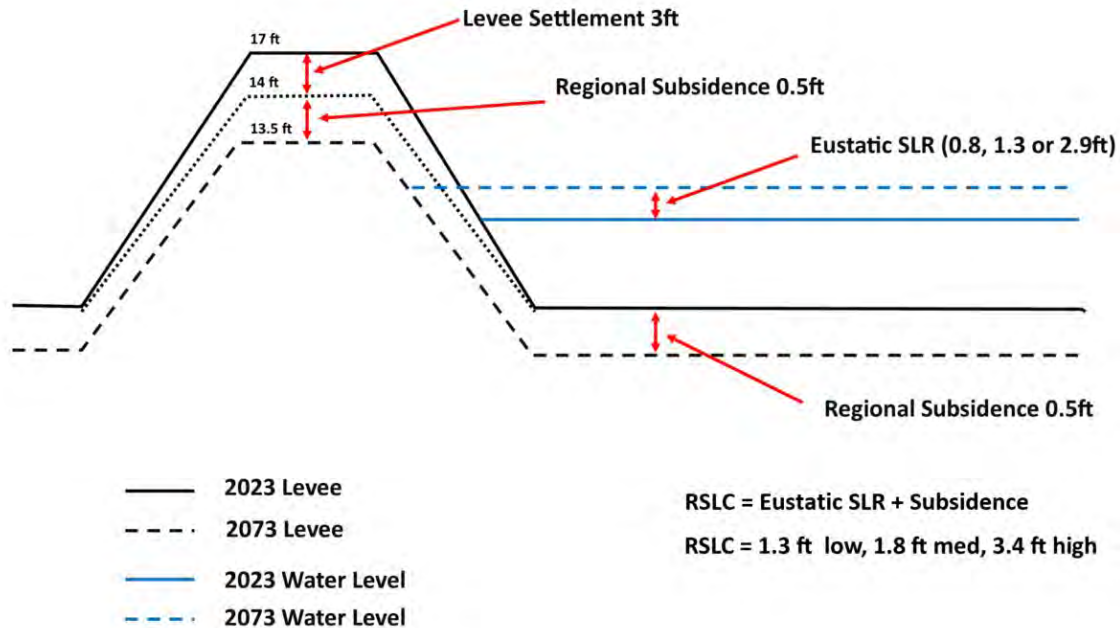 Levee Settlement 3ft
17 ft
14 ft
Regional Subsidence 0.5ft
13.5 ft
Eustatic SLR (0.8, 1.3 or 2.9ft)
Regional Subsidence 0.5ft
2023 Levee
2073 Levee
2023 Water Level
2073 Water Level
RSLC = Eustatic SLR + Subsidence
RSLC = 1.3 ft low, 1.8 ft med, 3.4 ft high